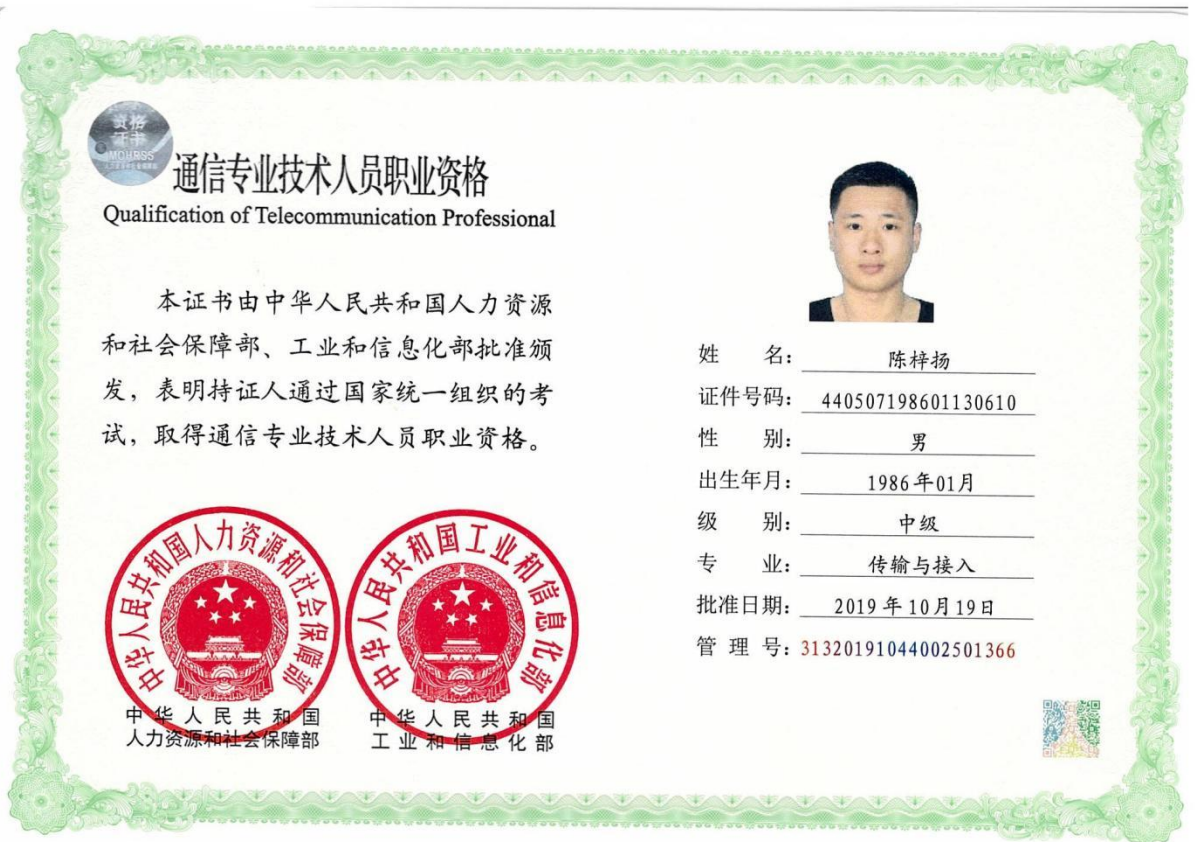 资格
证书
MOHRSS
通信专业技术人员职业资格
Qualification of Telecommunication Professional
本证书由中华人民共和国人力资源
和社会保障部、工业和信息化部批准颁
发，表明持证人通过国家统一组织的考
试，取得通信专业技术人员职业资格。
中华人民共和国人力资源和社会保障部
中华人民共和国工业和信息化部
中华人民共和国
人力资源和社会保障部
中华人民共和国
工业和信息化部
姓 名： 陈梓扬
证件号码： 440507198601130610
性 别： 男
出生年月： 1986年01月
级 别： 中级
专 业： 传输与接入
批准日期： 2019年10月19日
管 理 号：31320191044002501366